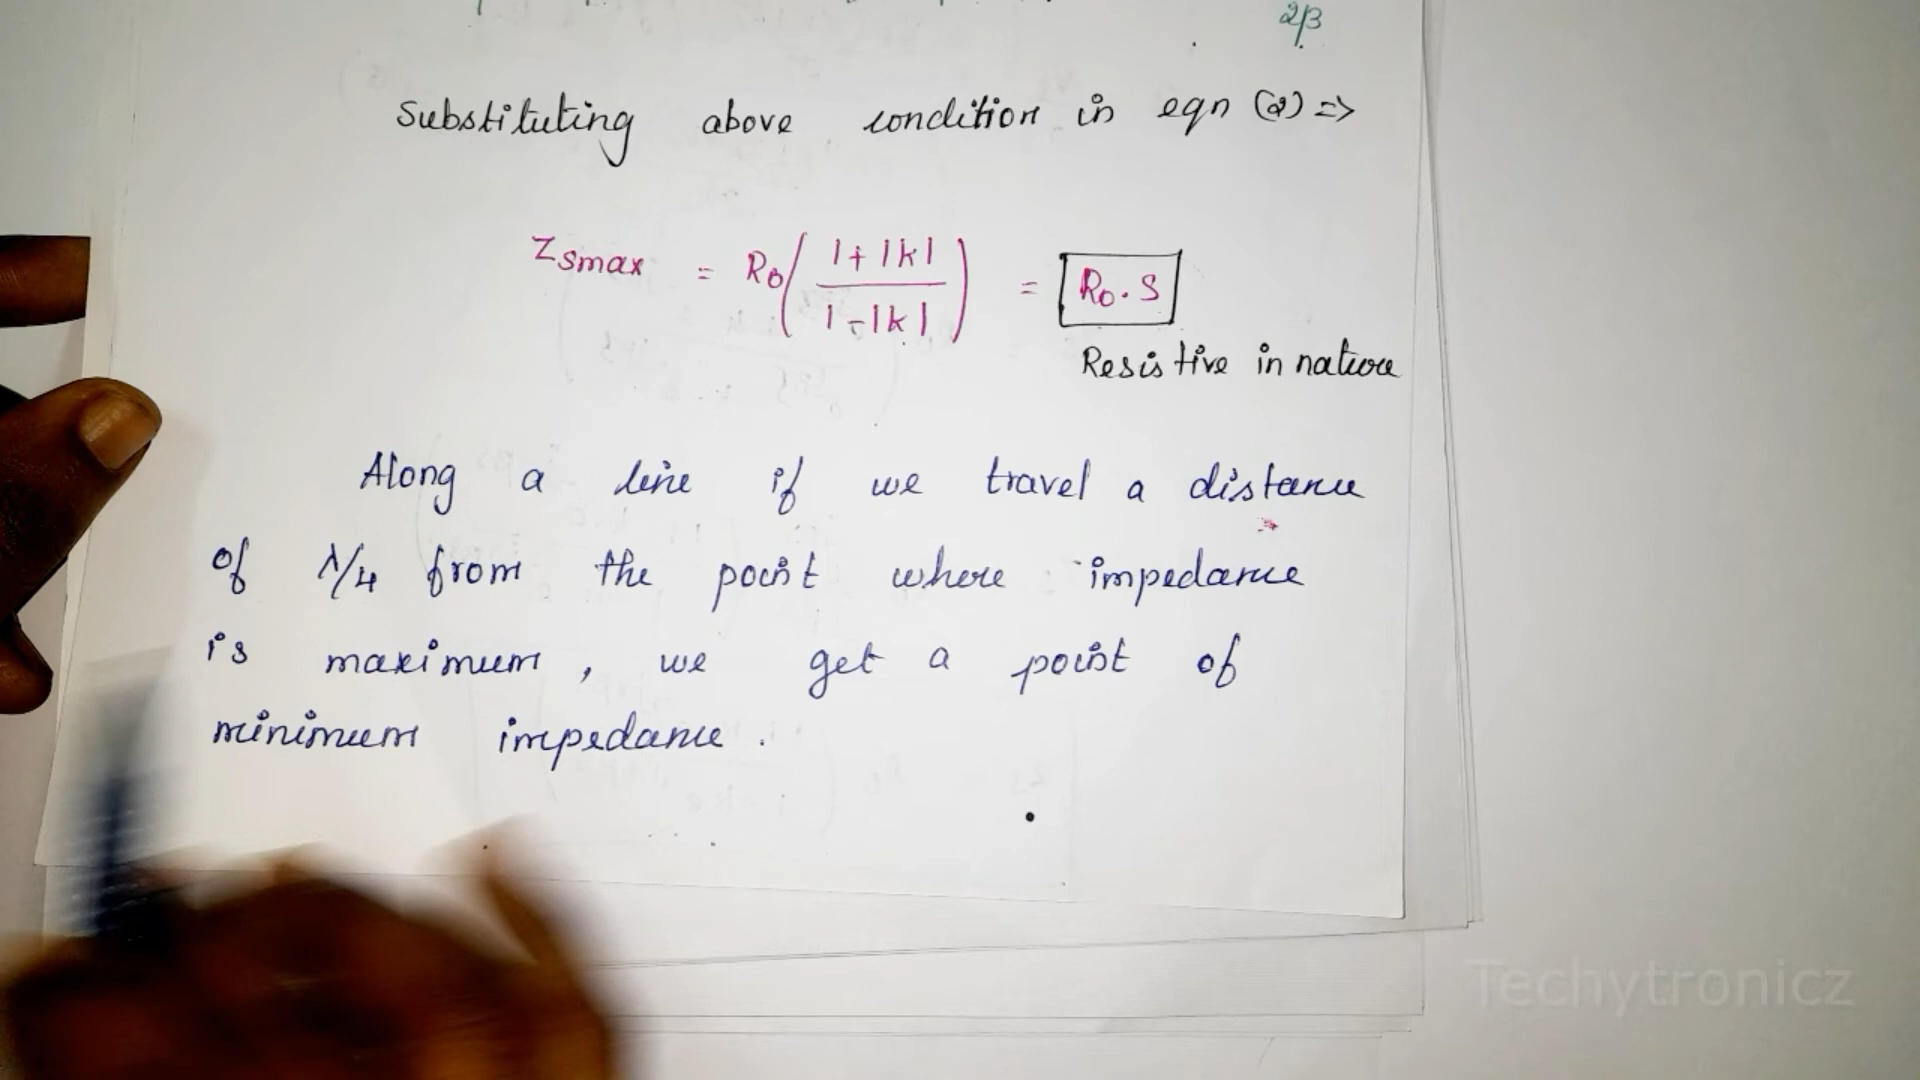 2β
Substituting above condition in eqn (2) =>
Zsmax = R0 ( 1+|k| / 1-|k| ) = R0.S
Resistive in nature
Along a line if we travel a distance
of λ/4 from the point where impedance
is maximum, we get a point of
minimum impedance.
Techytronicz